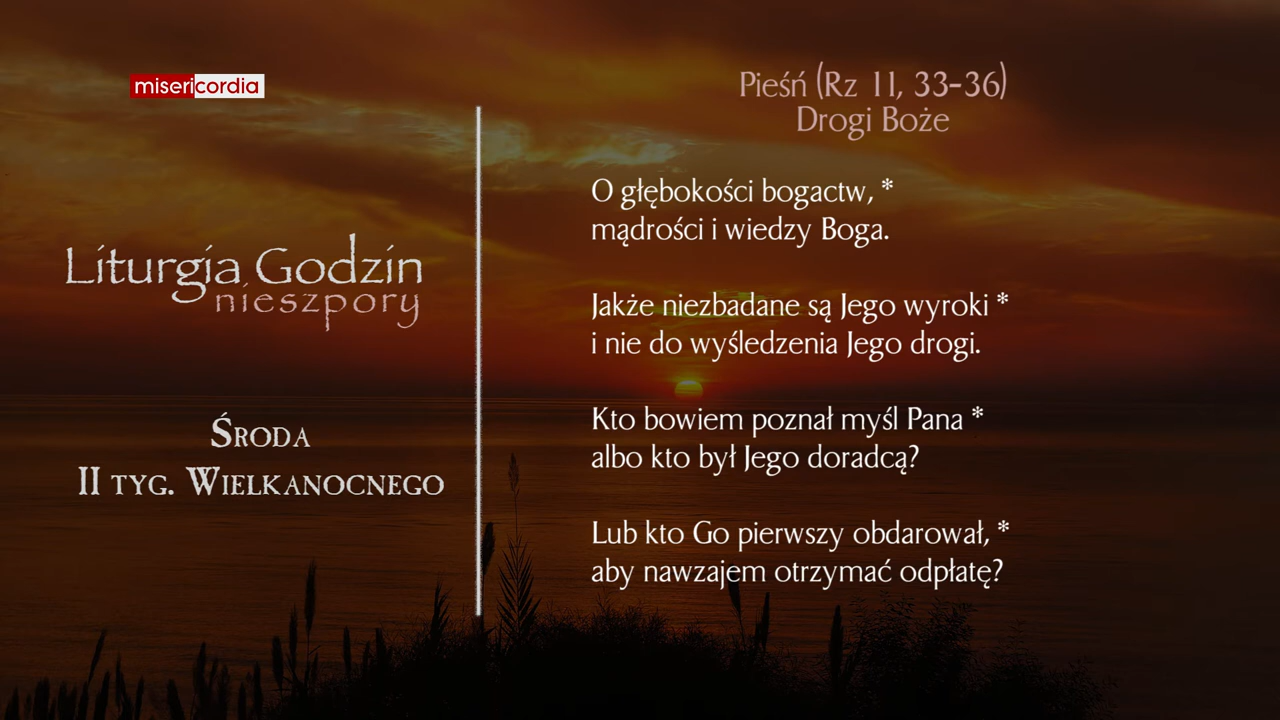 misericordia
Liturgia Godzin
nieszpory
Środa
II tyg. Wielkanocnego
Pieśń (Rz 11, 33-36)
Drogi Boże
O głębokości bogactw, *
mądrości i wiedzy Boga.
Jakże niezbadane są Jego wyroki *
i nie do wyśledzenia Jego drogi.
Kto bowiem poznał myśl Pana *
albo kto był Jego doradcą?
Lub kto Go pierwszy obdarował, *
aby nawzajem otrzymać odpłatę?